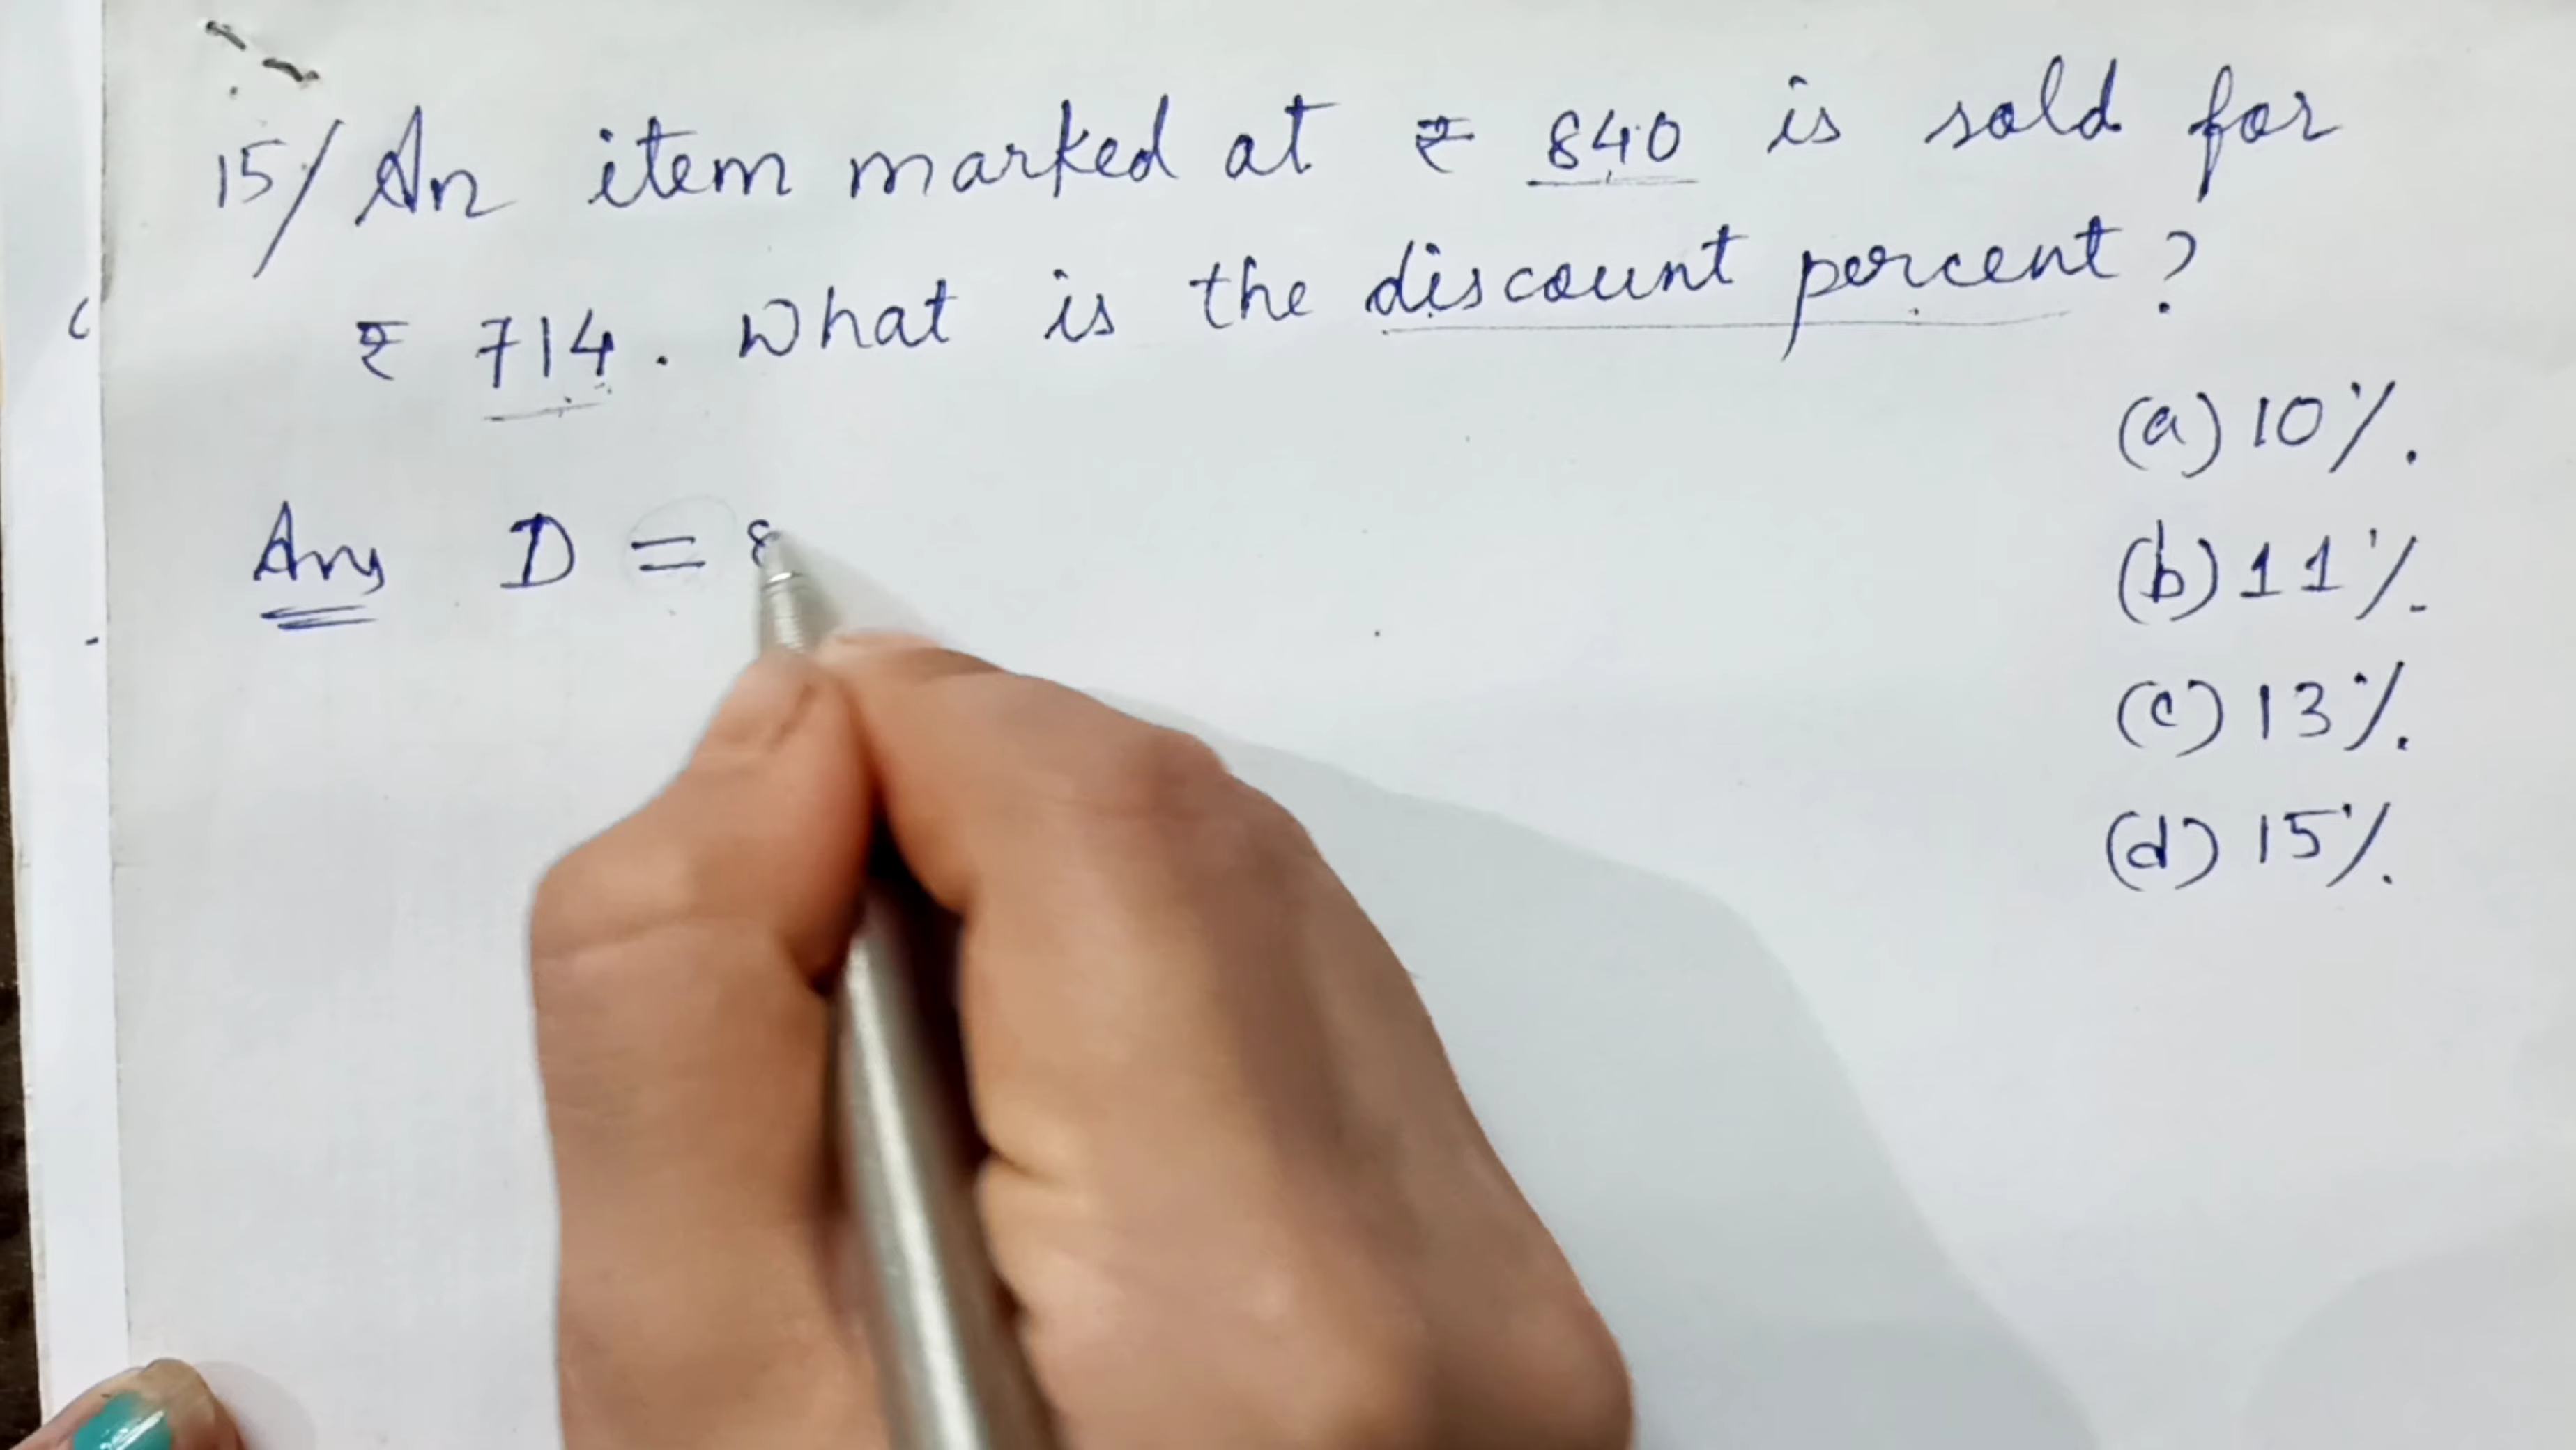 15/ An item marked at ₹ 840 is sold for
₹ 714. What is the discount percent?
(a) 10%.
Ans D = 8
(b) 11%.
(c) 13%.
(d) 15%.